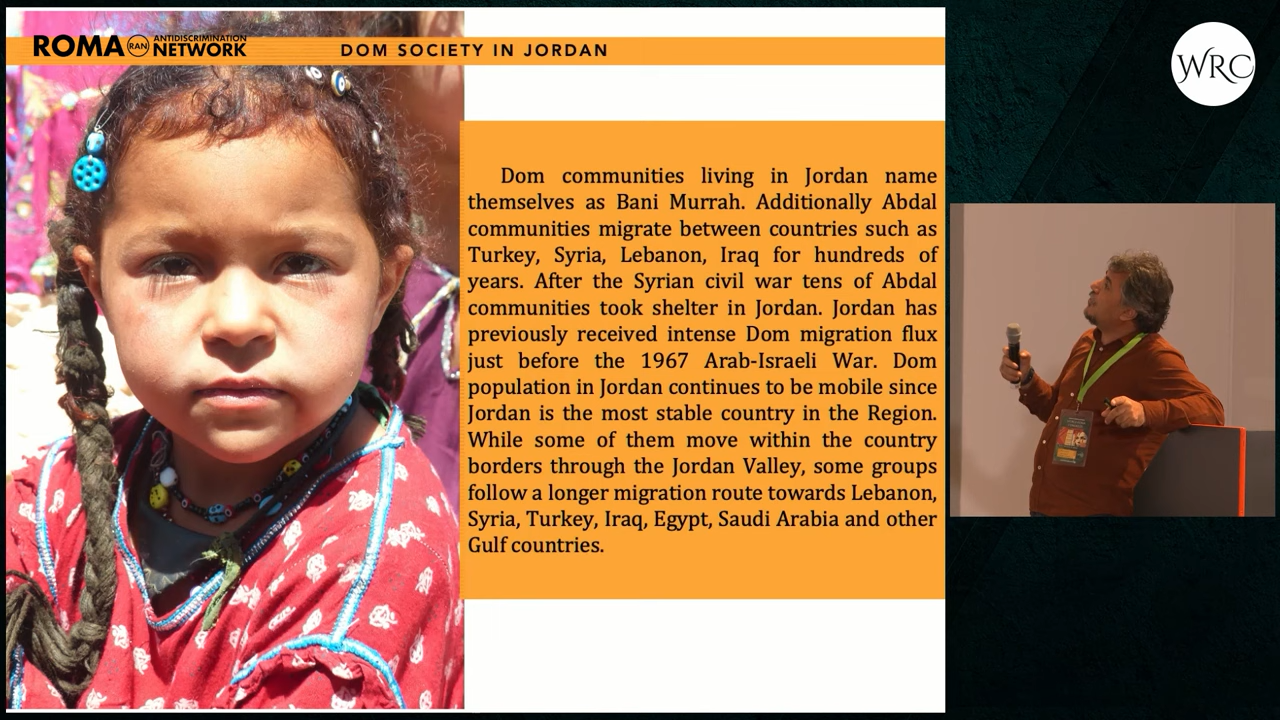 ROMA RAN ANTIDISCRIMINATION NETWORK
DOM SOCIETY IN JORDAN
WRC
Dom communities living in Jordan name
themselves as Bani Murrah. Additionally Abdal
communities migrate between countries such as
Turkey, Syria, Lebanon, Iraq for hundreds of
years. After the Syrian civil war tens of Abdal
communities took shelter in Jordan. Jordan has
previously received intense Dom migration flux
just before the 1967 Arab-Israeli War. Dom
population in Jordan continues to be mobile since
Jordan is the most stable country in the Region.
While some of them move within the country
borders through the Jordan Valley, some groups
follow a longer migration route towards Lebanon,
Syria, Turkey, Iraq, Egypt, Saudi Arabia and other
Gulf countries.